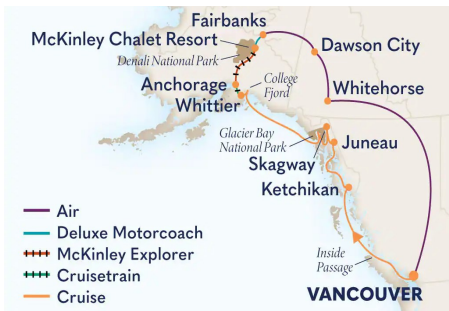 Fairbanks
McKinley Chalet Resort
Denali National Park
Dawson City
Anchorage
College
Fjord
Whittier
Whitehorse
Glacier Bay
National Park
Juneau
Skagway
Ketchikan
Air
Deluxe Motorcoach
McKinley Explorer
Cruisetrain
Cruise
Inside
Passage
VANCOUVER